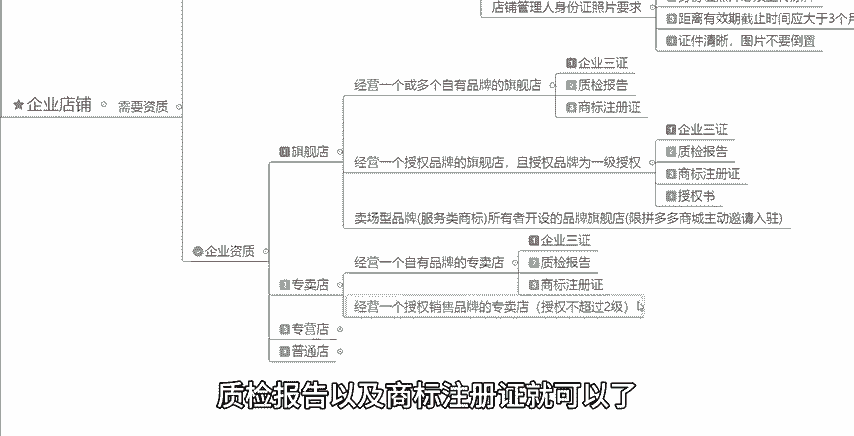 店铺管理人身份证照片要求
距离有效期截止时间应大于3个月
证件清晰，图片不要倒置
★企业店铺
需要资质
企业资质
1旗舰店
经营一个或多个自有品牌的旗舰店
1企业三证
2质检报告
3商标注册证
经营一个授权品牌的旗舰店，且授权品牌为一级授权
1企业三证
2质检报告
3商标注册证
4授权书
卖场型品牌(服务类商标)所有者开设的品牌旗舰店(限拼多多商城主动邀请入驻)
2专卖店
经营一个自有品牌的专卖店
1企业三证
2质检报告
3商标注册证
经营一个授权销售品牌的专卖店（授权不超过2级）
3专营店
4普通店
质检报告以及商标注册证就可以了